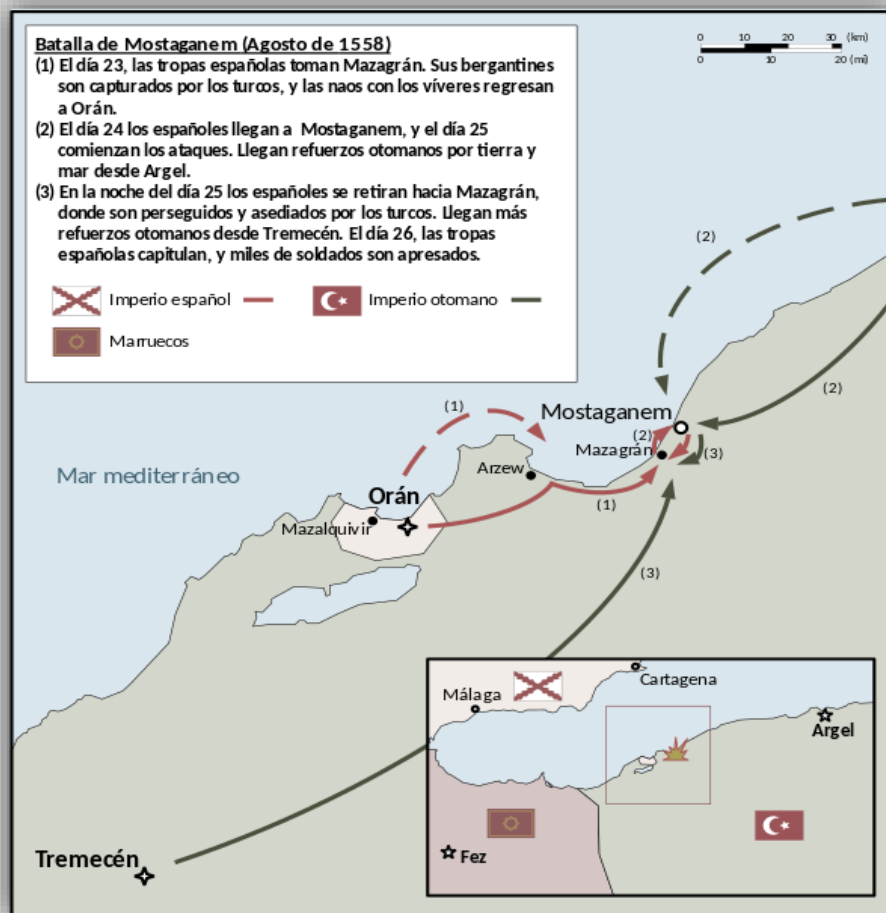 Batalla de Mostaganem (Agosto de 1558)
(1) El día 23, las tropas españolas toman Mazagrán. Sus bergantines
son capturados por los turcos, y las naos con los víveres regresan
a Orán.
(2) El día 24 los españoles llegan a Mostaganem, y el día 25
comienzan los ataques. Llegan refuerzos otomanos por tierra y
mar desde Argel.
(3) En la noche del día 25 los españoles se retiran hacia Mazagrán,
donde son perseguidos y asediados por los turcos. Llegan más
refuerzos otomanos desde Tremecén. El día 26, las tropas
españolas capitulan, y miles de soldados son apresados.
Imperio español
Imperio otomano
Marruecos
0 10 20 30 (km)
0 10 20 (mi)
(2)
(2)
(1)
Mostaganem
(2)
Mazagrán
(3)
Arzew
Mar mediterráneo
Orán
(1)
Mazalquivir
(3)
Cartagena
Málaga
Argel
Fez
Tremecén